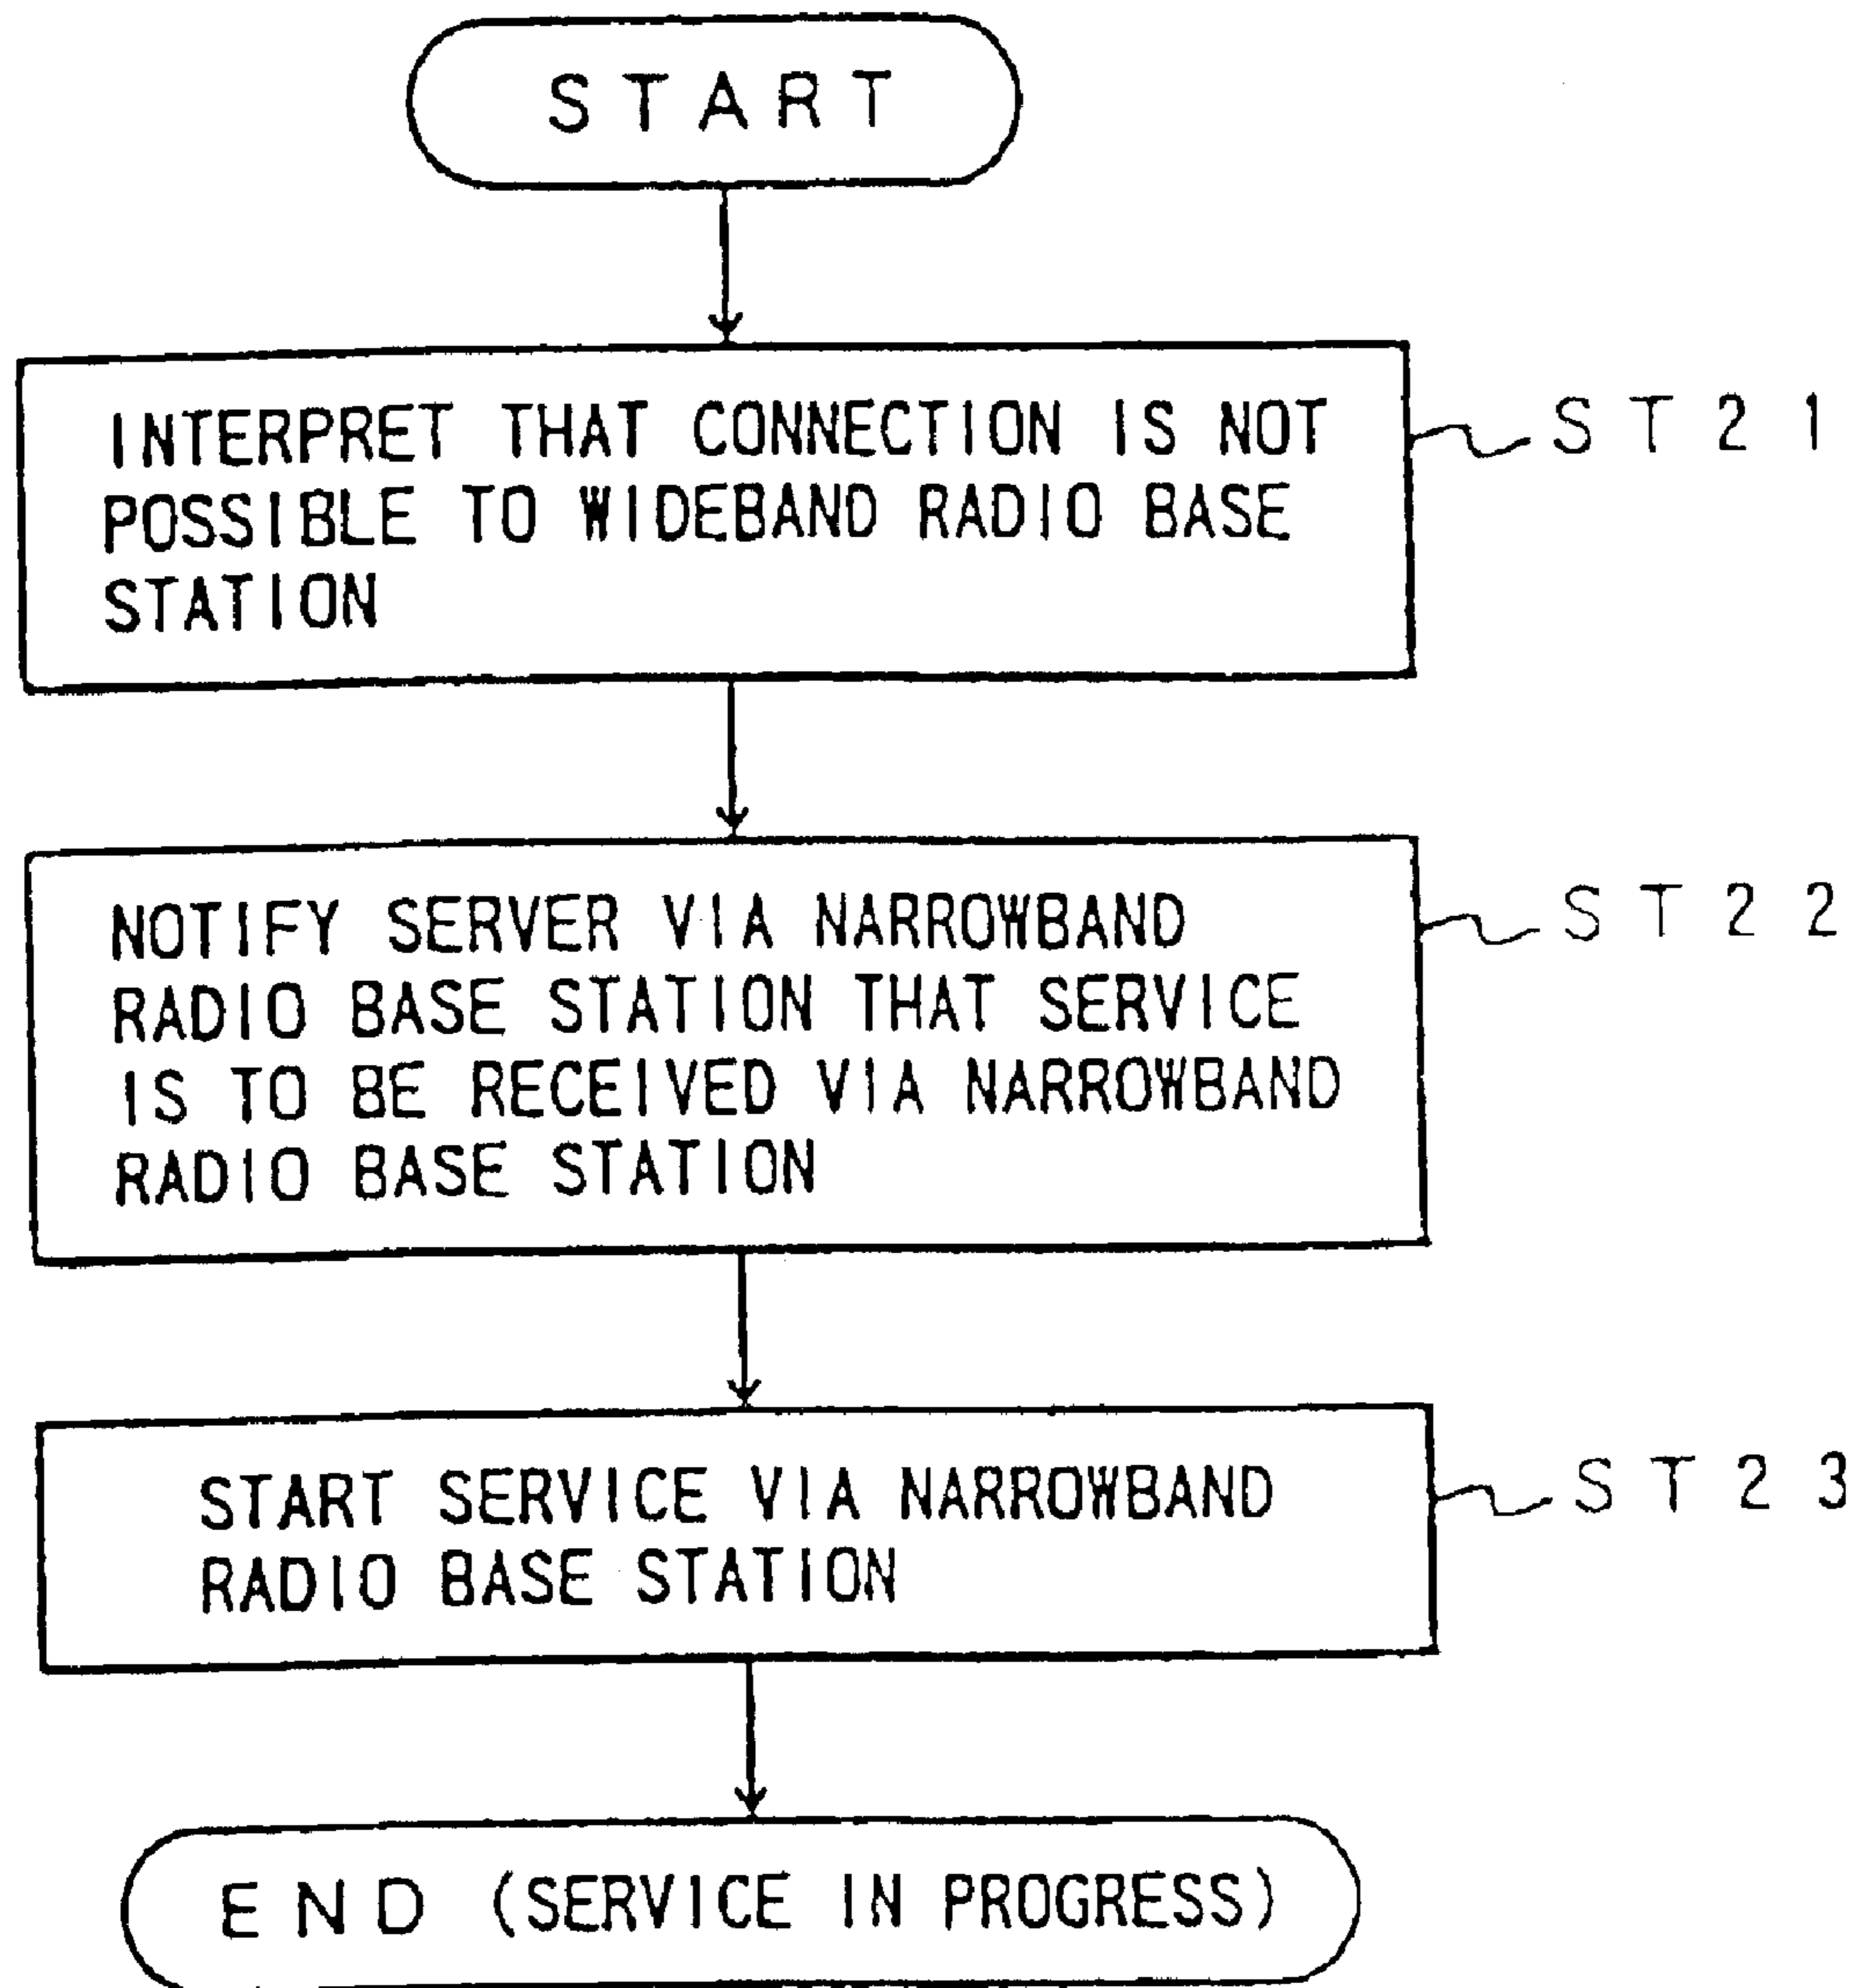 START
INTERPRET THAT CONNECTION IS NOT
POSSIBLE TO WIDEBAND RADIO BASE
STATION
ST21
NOTIFY SERVER VIA NARROWBAND
RADIO BASE STATION THAT SERVICE
IS TO BE RECEIVED VIA NARROWBAND
RADIO BASE STATION
ST22
START SERVICE VIA NARROWBAND
RADIO BASE STATION
ST23
END (SERVICE IN PROGRESS)